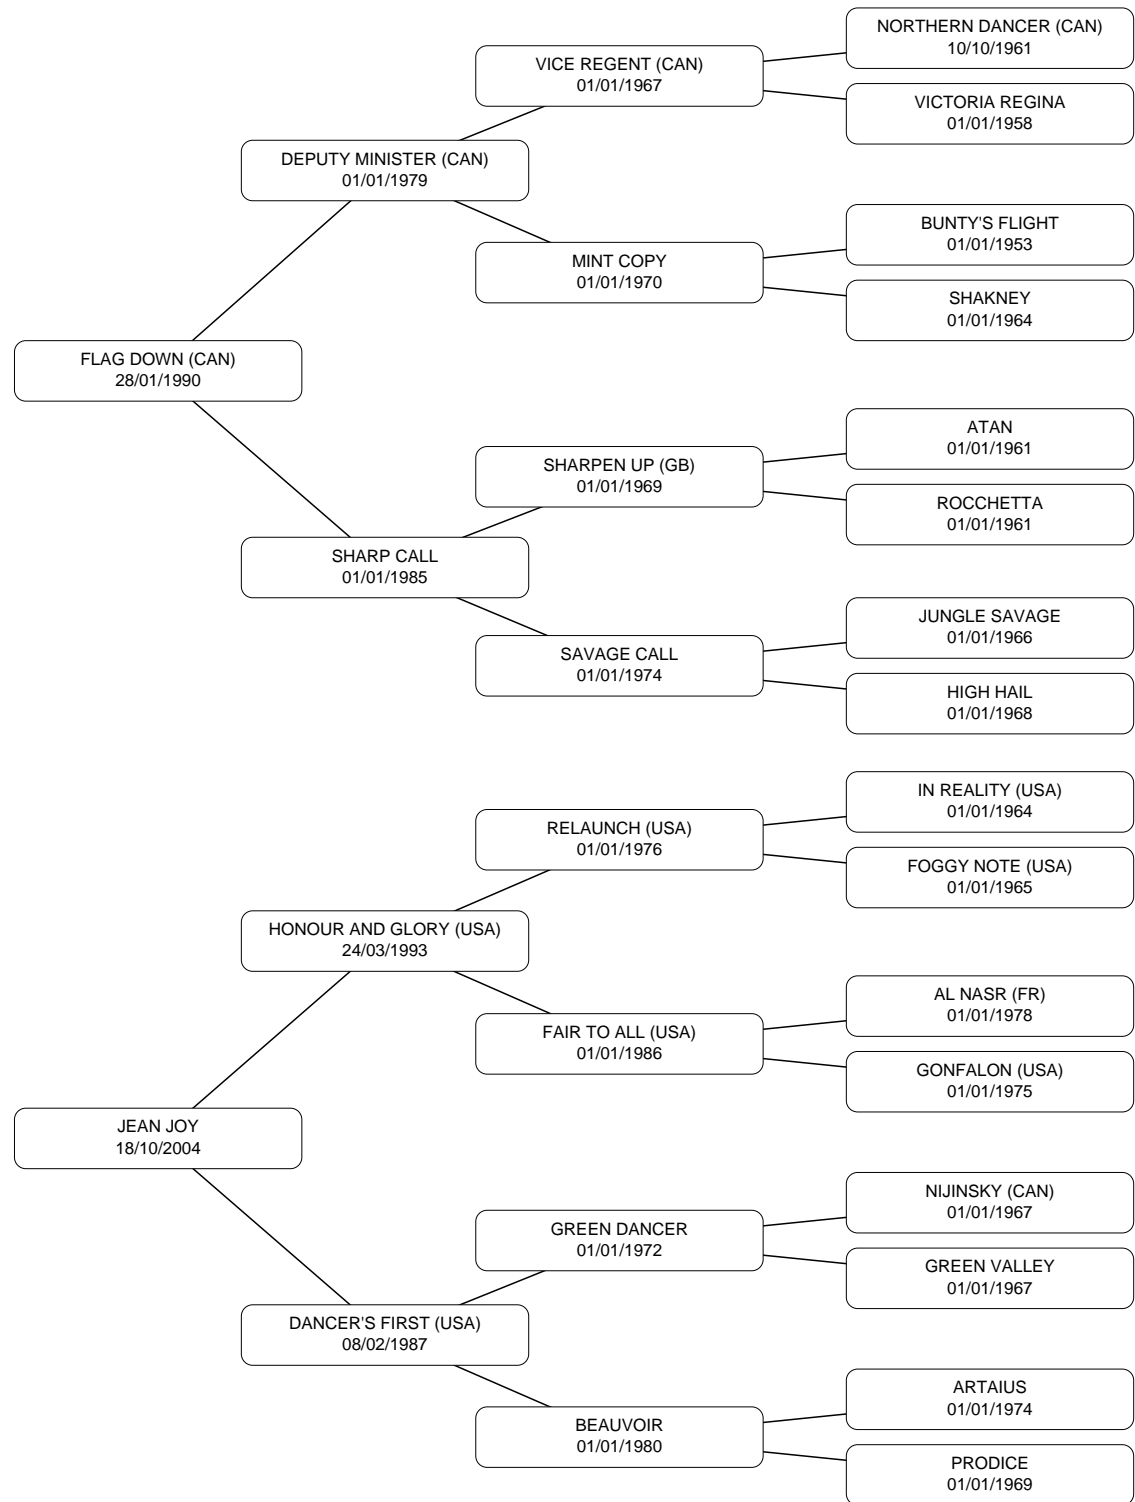 NORTHERN DANCER (CAN)
10/10/1961
VICE REGENT (CAN)
01/01/1967
VICTORIA REGINA
01/01/1958
DEPUTY MINISTER (CAN)
01/01/1979
BUNTY'S FLIGHT
01/01/1953
MINT COPY
01/01/1970
SHAKNEY
01/01/1964
FLAG DOWN (CAN)
28/01/1990
ATAN
01/01/1961
SHARPEN UP (GB)
01/01/1969
ROCCHETTA
01/01/1961
SHARP CALL
01/01/1985
JUNGLE SAVAGE
01/01/1966
SAVAGE CALL
01/01/1974
HIGH HAIL
01/01/1968
IN REALITY (USA)
01/01/1964
RELAUNCH (USA)
01/01/1976
FOGGY NOTE (USA)
01/01/1965
HONOUR AND GLORY (USA)
24/03/1993
AL NASR (FR)
01/01/1978
FAIR TO ALL (USA)
01/01/1986
GONFALON (USA)
01/01/1975
JEAN JOY
18/10/2004
NIJINSKY (CAN)
01/01/1967
GREEN DANCER
01/01/1972
GREEN VALLEY
01/01/1967
DANCER'S FIRST (USA)
08/02/1987
ARTAIUS
01/01/1974
BEAUVOIR
01/01/1980
PRODICE
01/01/1969